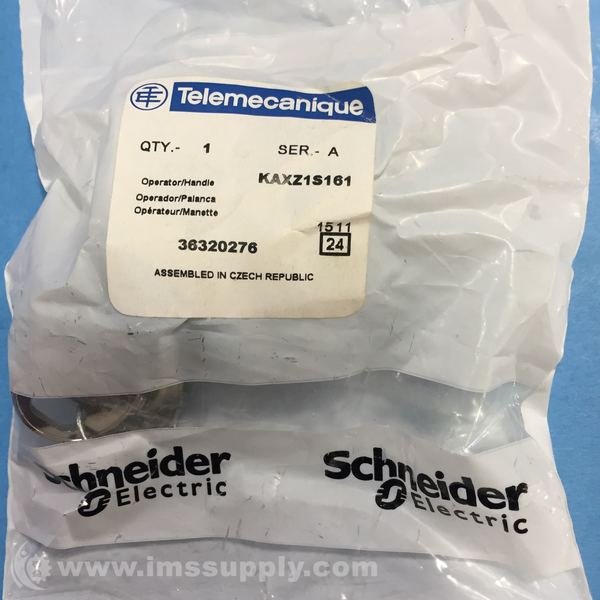 Telemecanique
QTY.- 1 SER.- A
Operator/Handle KAXZ1S161
Operador/Palanca
Opérateur/Manette
1511
36320276 24
ASSEMBLED IN CZECH REPUBLIC
Schneider Electric
Schneider Electric
www.imssupply.com